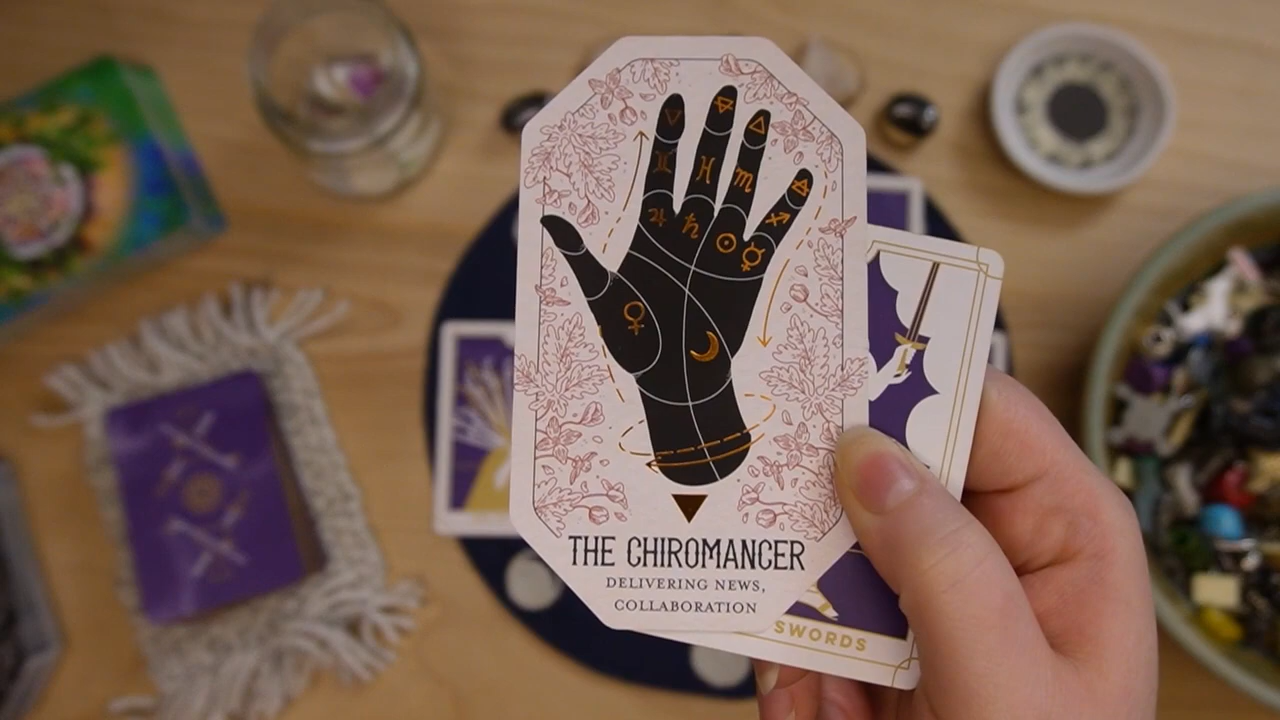 THE CHIROMANCER
DELIVERING NEWS,
COLLABORATION
SWORDS